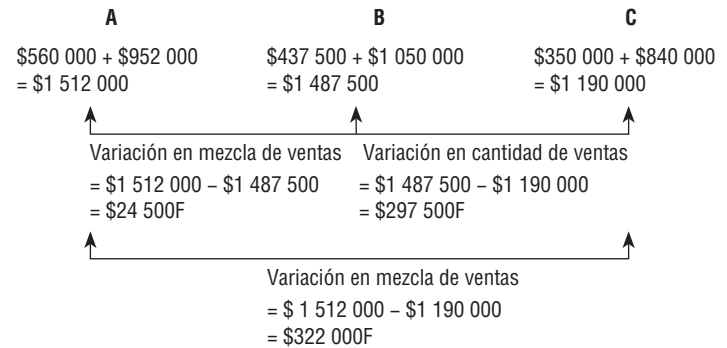 A B C
$560 000 + $952 000 $437 500 + $1 050 000 $350 000 + $840 000
= $1 512 000 = $1 487 500 = $1 190 000
Variación en mezcla de ventas Variación en cantidad de ventas
= $1 512 000 – $1 487 500 = $1 487 500 – $1 190 000
= $24 500F = $297 500F
Variación en mezcla de ventas
= $ 1 512 000 – $1 190 000
= $322 000F